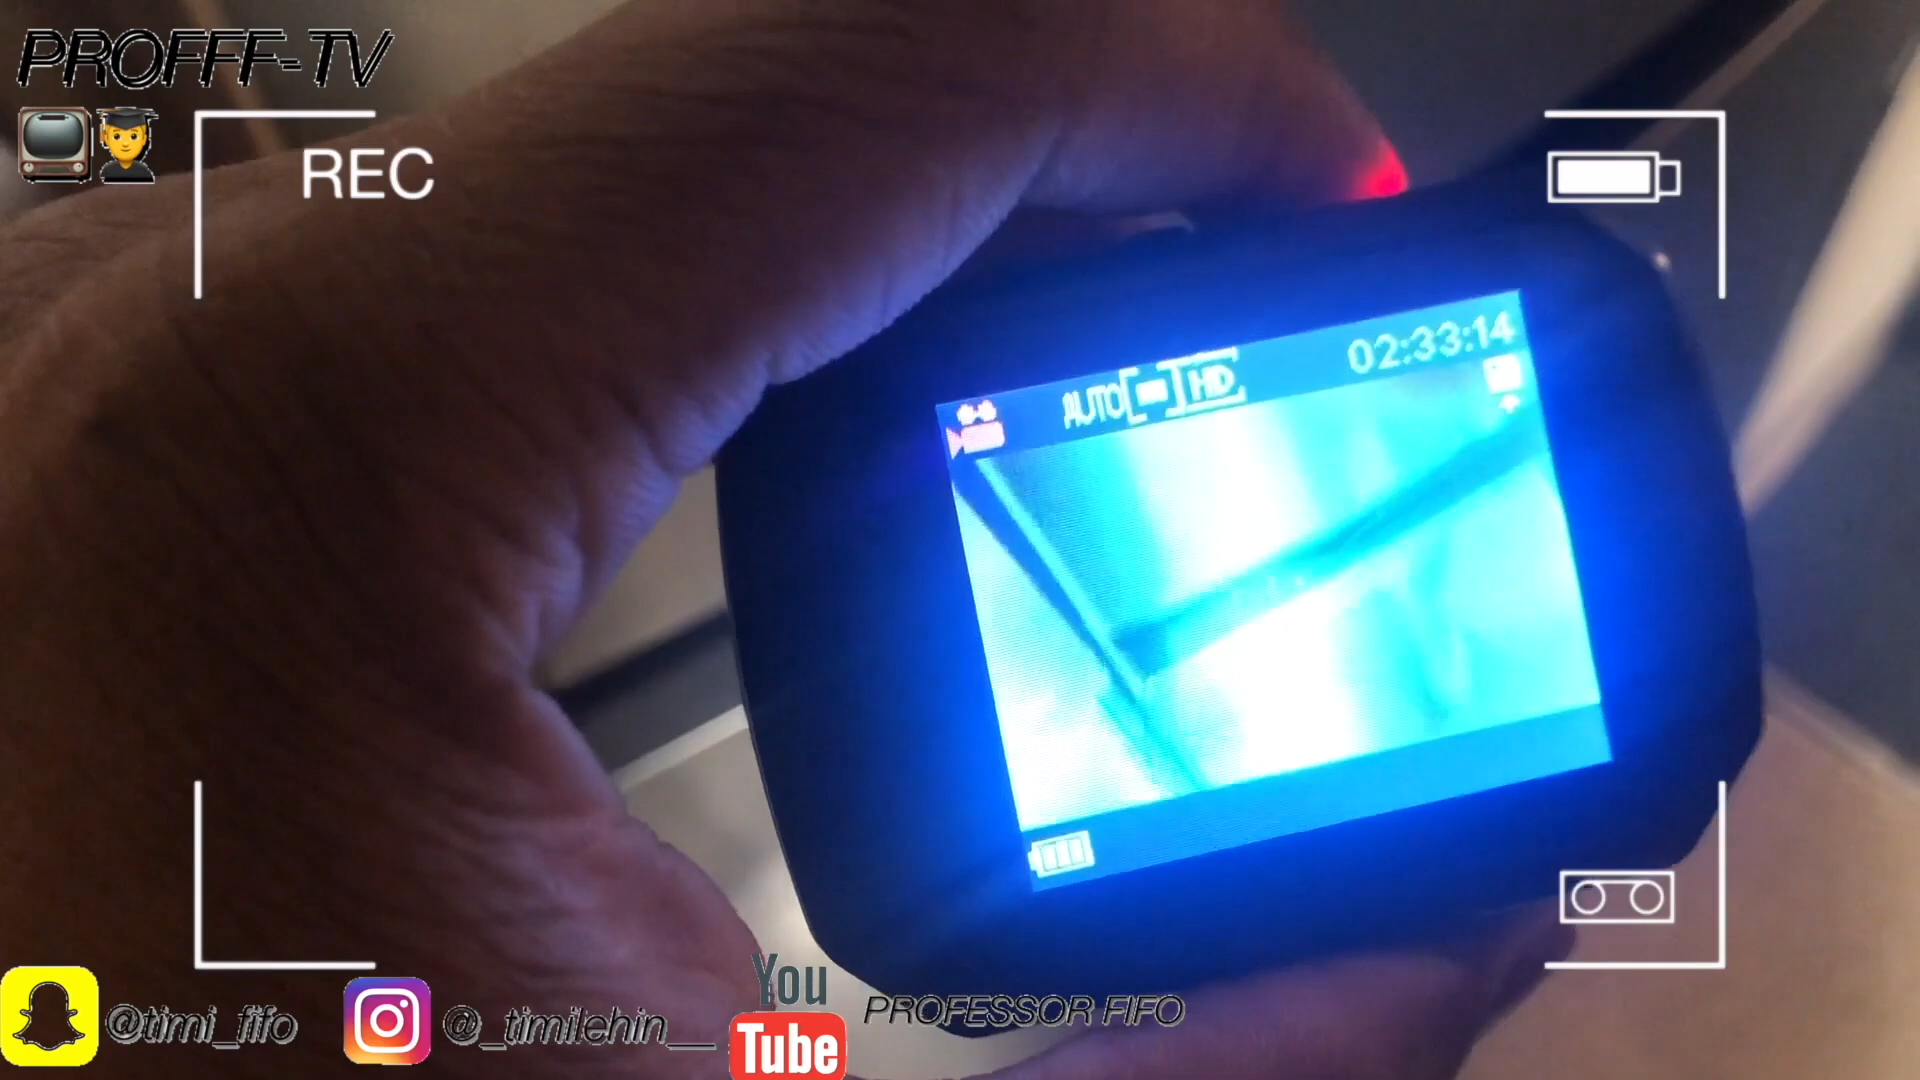 PROFFF-TV
REC
02:33:14
AUTO HD
@timi_fifo
@_timilehin__
You Tube
PROFESSOR FIFO